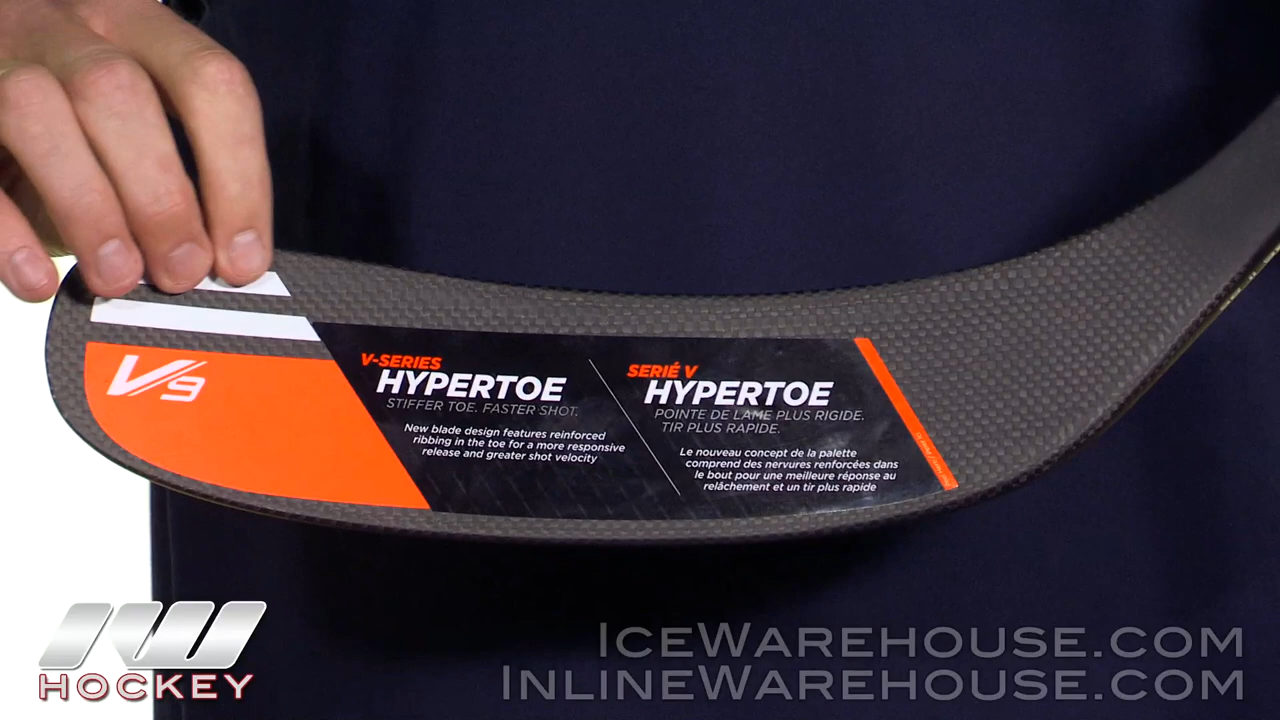 V/9
V-SERIES
HYPERTOE
STIFFER TOE. FASTER SHOT.
New blade design features reinforced
ribbing in the toe for a more responsive
release and greater shot velocity
SERIÉ V
HYPERTOE
POINTE DE LAME PLUS RIGIDE.
TIR PLUS RAPIDE.
Le nouveau concept de la palette
comprend des nervures renforcées dans
le bout pour une meilleure réponse au
relâchement et un tir plus rapide
IW
HOCKEY
ICEWAREHOUSE.COM
INLINEWAREHOUSE.COM